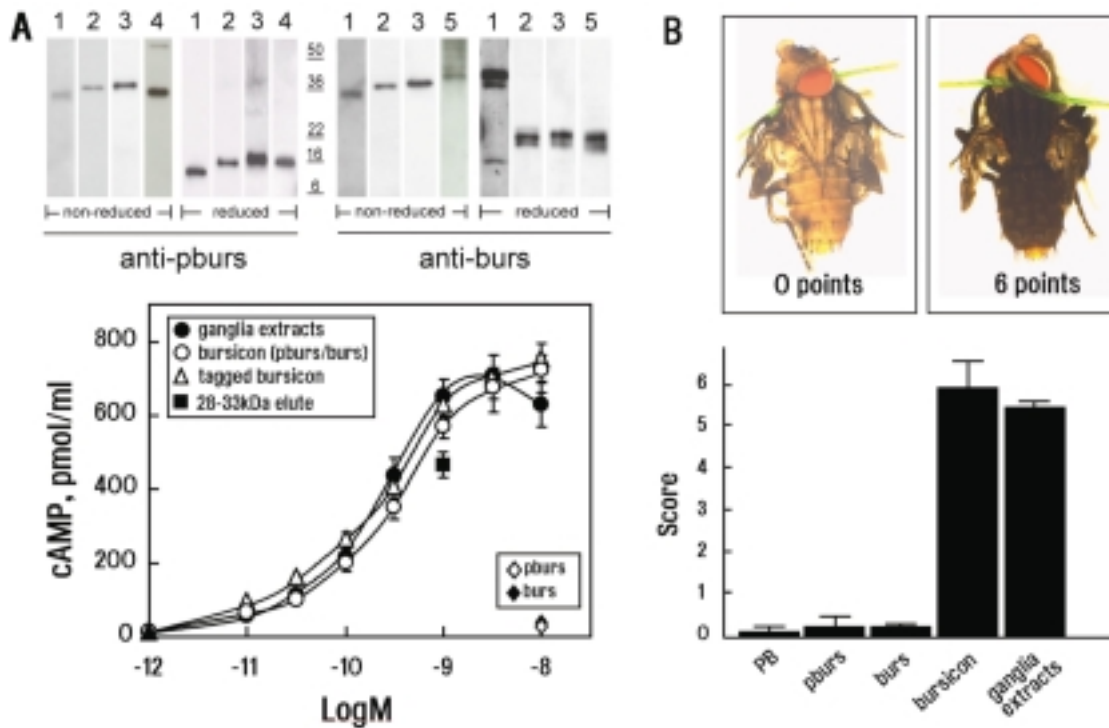 A
1 2 3 4 1 2 3 4 1 2 3 5 1 2 3 5
50
36
22
16
6
non-reduced reduced non-reduced reduced
anti-pburs anti-burs
800
600
400
200
0
cAMP, pmol/ml
ganglia extracts
bursicon (pburs/burs)
tagged bursicon
28-33kDa elute
pburs
burs
-12 -11 -10 -9 -8
LogM
B
0 points 6 points
6
5
4
3
2
1
0
Score
PB pburs burs bursicon ganglia
extracts